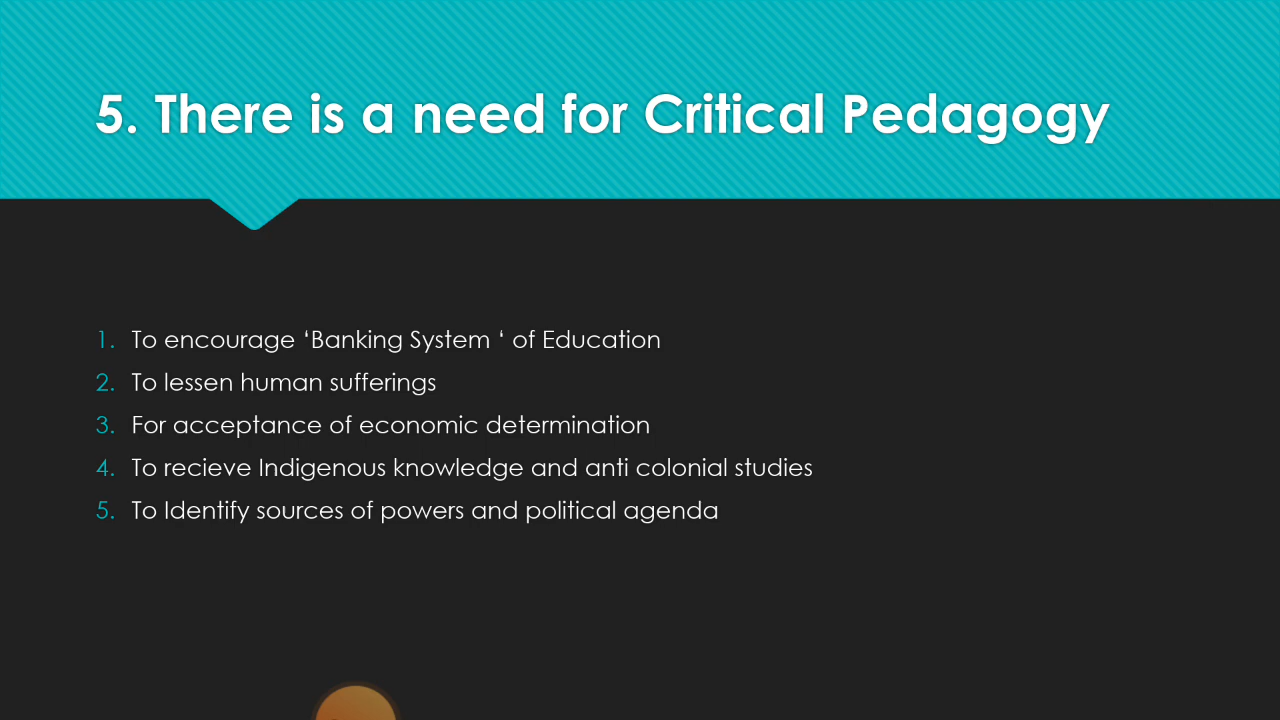 5. There is a need for Critical Pedagogy
1. To encourage ‘Banking System ‘ of Education
2. To lessen human sufferings
3. For acceptance of economic determination
4. To recieve Indigenous knowledge and anti colonial studies
5. To Identify sources of powers and political agenda